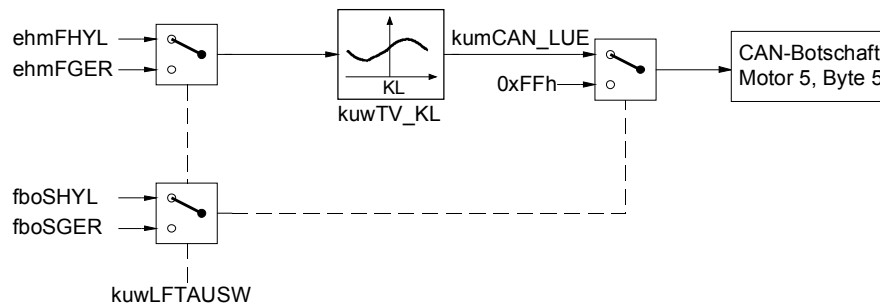 ehmFHYL
ehmFGER
KL
kuwTV_KL
kumCAN_LUE
0xFFh
CAN-Botschaft
Motor 5, Byte 5
fboSHYL
fboSGER
kuwLFTAUSW